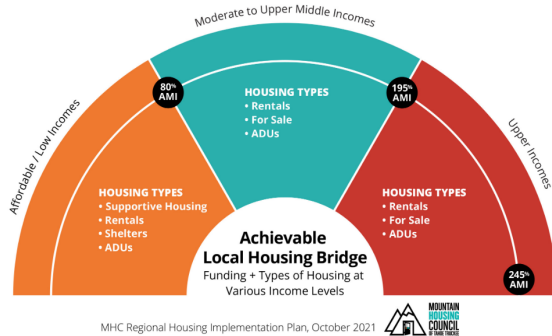 Moderate to Upper Middle Incomes
Affordable / Low Incomes
Upper Incomes
80% AMI
195% AMI
245% AMI
HOUSING TYPES
• Supportive Housing
• Rentals
• Shelters
• ADUs
HOUSING TYPES
• Rentals
• For Sale
• ADUs
HOUSING TYPES
• Rentals
• For Sale
• ADUs
Achievable
Local Housing Bridge
Funding + Types of Housing at
Various Income Levels
MHC Regional Housing Implementation Plan, October 2021
MOUNTAIN
HOUSING
COUNCIL
OF TAHOE TRUCKEE